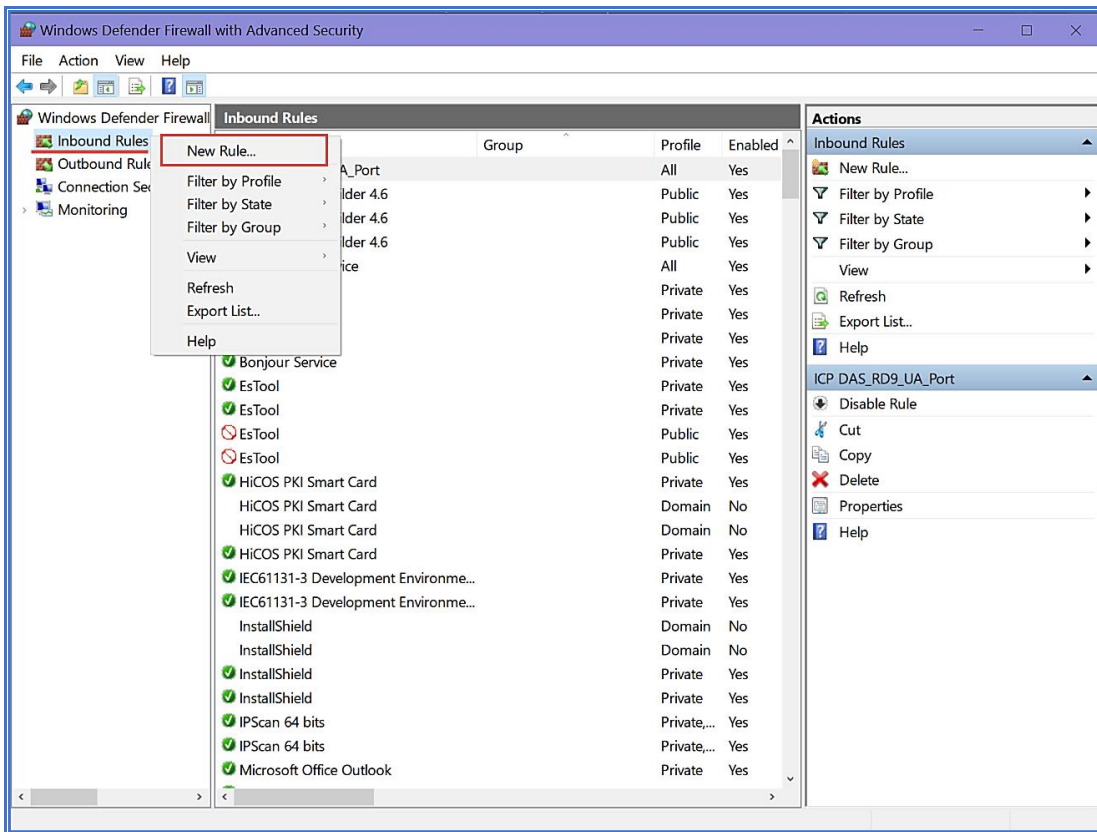 Windows Defender Firewall with Advanced Security
File Action View Help
Windows Defender Firewall
Inbound Rules
Outbound Rule
Connection Sec
Monitoring
New Rule...
Filter by Profile
Filter by State
Filter by Group
View
Refresh
Export List...
Help
Inbound Rules
Group Profile Enabled
A_Port All Yes
ilder 4.6 Public Yes
ilder 4.6 Public Yes
ilder 4.6 Public Yes
ice All Yes
Private Yes
Private Yes
Private Yes
Bonjour Service Private Yes
EsTool Private Yes
EsTool Private Yes
EsTool Public Yes
EsTool Public Yes
HiCOS PKI Smart Card Private Yes
HiCOS PKI Smart Card Domain No
HiCOS PKI Smart Card Domain No
HiCOS PKI Smart Card Private Yes
IEC61131-3 Development Environme... Private Yes
IEC61131-3 Development Environme... Private Yes
InstallShield Domain No
InstallShield Domain No
InstallShield Private Yes
InstallShield Private Yes
IPScan 64 bits Private,... Yes
IPScan 64 bits Private,... Yes
Microsoft Office Outlook Private Yes
Actions
Inbound Rules
New Rule...
Filter by Profile
Filter by State
Filter by Group
View
Refresh
Export List...
Help
ICP DAS_RD9_UA_Port
Disable Rule
Cut
Copy
Delete
Properties
Help